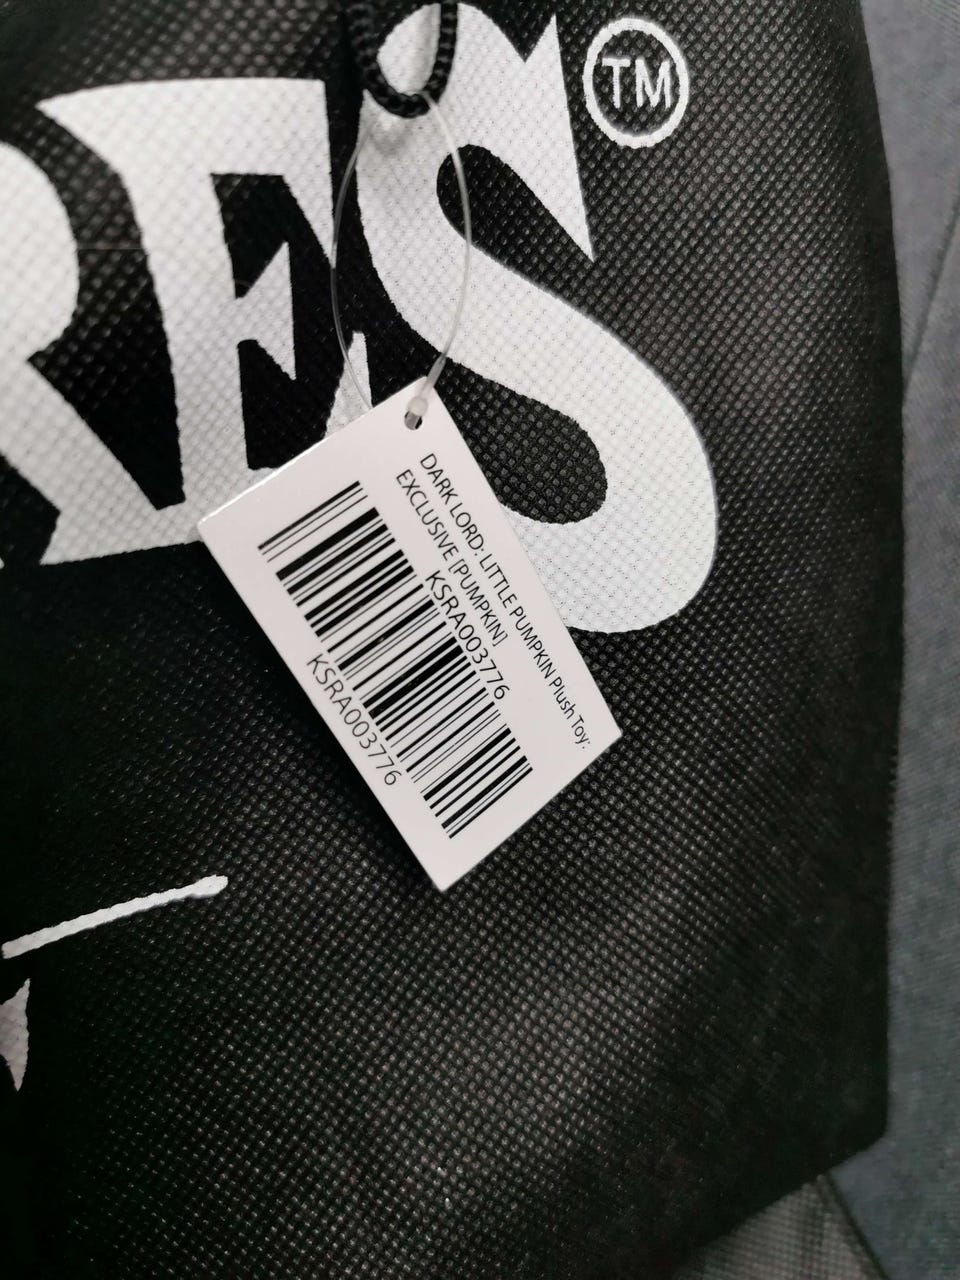 RES
TM
DARK LORD: LITTLE PUMPKIN Plush Toy:
EXCLUSIVE [PUMPKIN]
KSRA003776
KSRA003776